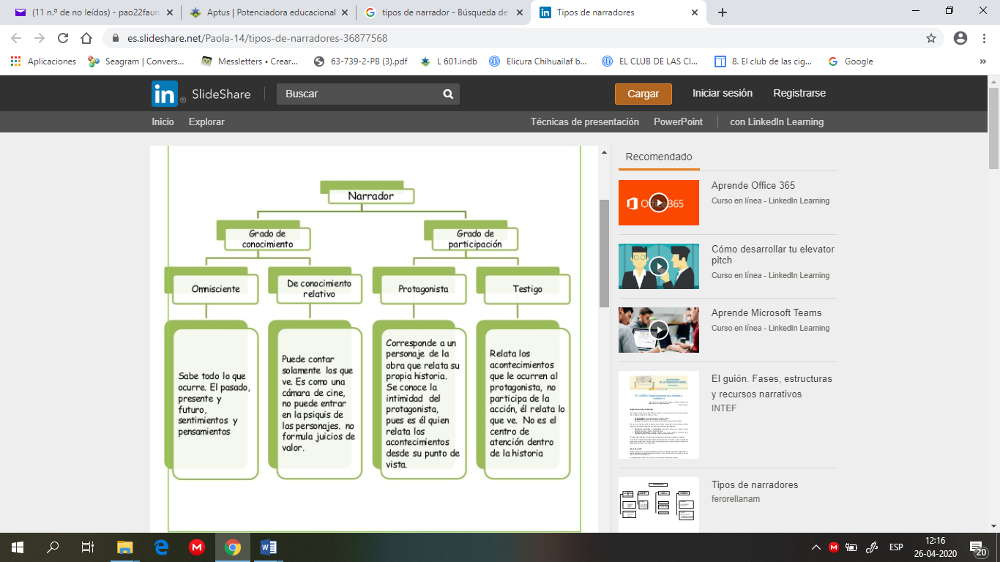 (11 n.º de no leídos) - pao22faun
Aptus | Potenciadora educacional
tipos de narrador - Búsqueda de
Tipos de narradores
es.slideshare.net/Paola-14/tipos-de-narradores-36877568
Aplicaciones
Seagram | Convers...
Messletters • Crear...
63-739-2-PB (3).pdf
L 601.indb
Elicura Chihuailaf b...
EL CLUB DE LAS CI...
8. El club de las cig...
Google
»
in® SlideShare
Buscar
Cargar
Iniciar sesión
Registrarse
Inicio
Explorar
Técnicas de presentación
PowerPoint
con LinkedIn Learning
Narrador
Grado de
conocimiento
Grado de
participación
Omnisciente
De conocimiento
relativo
Protagonista
Testigo
Sabe todo lo que
ocurre. El pasado,
presente y
futuro,
sentimientos y
pensamientos
Puede contar
solamente los que
ve. Es como una
cámara de cine,
no puede entrar
en la psiquis de
los personajes. no
formula juicios de
valor.
Corresponde a un
personaje de la
obra que relata su
propia historia.
Se conoce la
intimidad del
protagonista,
pues es él quien
relata los
acontecimientos
desde su punto de
vista.
Relata los
acontecimientos
que le ocurren al
protagonista, no
participa de la
acción, él relata lo
que ve. No es el
centro de
atención dentro
de la historia
Recomendado
Office 365
Aprende Office 365
Curso en línea - LinkedIn Learning
Cómo desarrollar tu elevator
pitch
Curso en línea - LinkedIn Learning
Aprende Microsoft Teams
Curso en línea - LinkedIn Learning
El guión. Fases, estructuras
y recursos narrativos
INTEF
Tipos de narradores
ferorellanam
ESP
12:16
26-04-2020
20